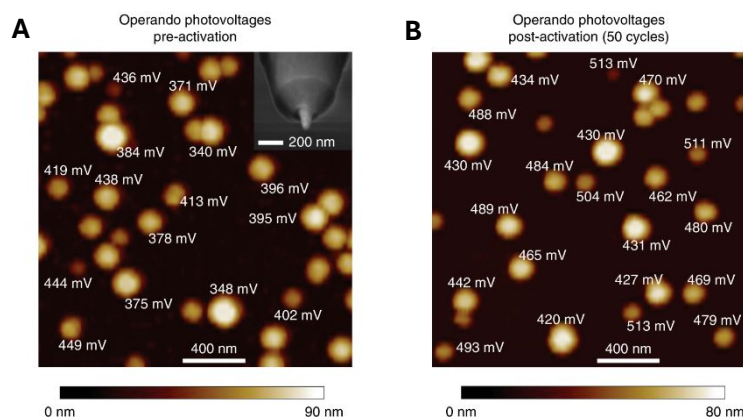 A
Operando photovoltages
pre-activation
436 mV
371 mV
200 nm
384 mV
340 mV
419 mV
438 mV
413 mV
396 mV
395 mV
378 mV
444 mV
375 mV
348 mV
402 mV
449 mV
400 nm
0 nm
90 nm
B
Operando photovoltages
post-activation (50 cycles)
513 mV
434 mV
470 mV
488 mV
430 mV
430 mV
511 mV
484 mV
504 mV
462 mV
489 mV
480 mV
431 mV
465 mV
442 mV
427 mV
469 mV
513 mV
420 mV
479 mV
493 mV
400 nm
0 nm
80 nm